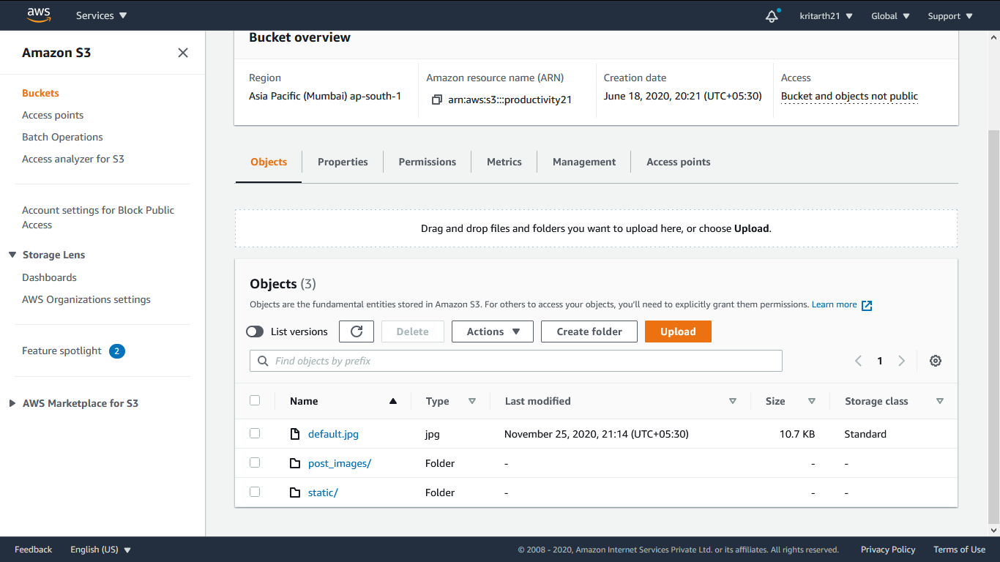 aws
Services
kritarth21
Global
Support
Amazon S3
Buckets
Access points
Batch Operations
Access analyzer for S3
Account settings for Block Public
Access
Storage Lens
Dashboards
AWS Organizations settings
Feature spotlight 2
AWS Marketplace for S3
Bucket overview
Region
Asia Pacific (Mumbai) ap-south-1
Amazon resource name (ARN)
arn:aws:s3:::productivity21
Creation date
June 18, 2020, 20:21 (UTC+05:30)
Access
Bucket and objects not public
Objects
Properties
Permissions
Metrics
Management
Access points
Drag and drop files and folders you want to upload here, or choose Upload.
Objects (3)
Objects are the fundamental entities stored in Amazon S3. For others to access your objects, you'll need to explicitly grant them permissions. Learn more
List versions
Delete
Actions
Create folder
Upload
Find objects by prefix
1
Name Type Last modified Size Storage class
default.jpg jpg November 25, 2020, 21:14 (UTC+05:30) 10.7 KB Standard
post_images/ Folder - - -
static/ Folder - - -
Feedback
English (US)
© 2008 - 2020, Amazon Internet Services Private Ltd. or its affiliates. All rights reserved.
Privacy Policy
Terms of Use